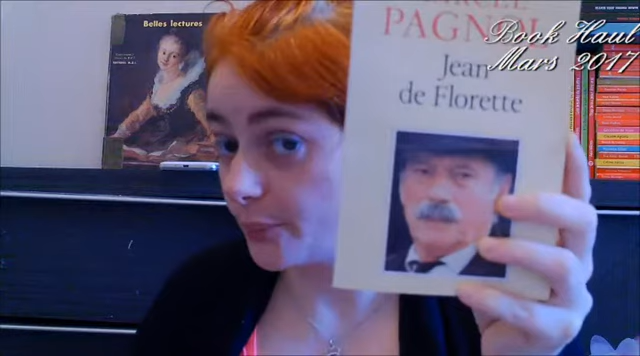 Belles lectures
MARCEL
PAGNOL
Jean
de Florette
Book Haul
Mars 2017